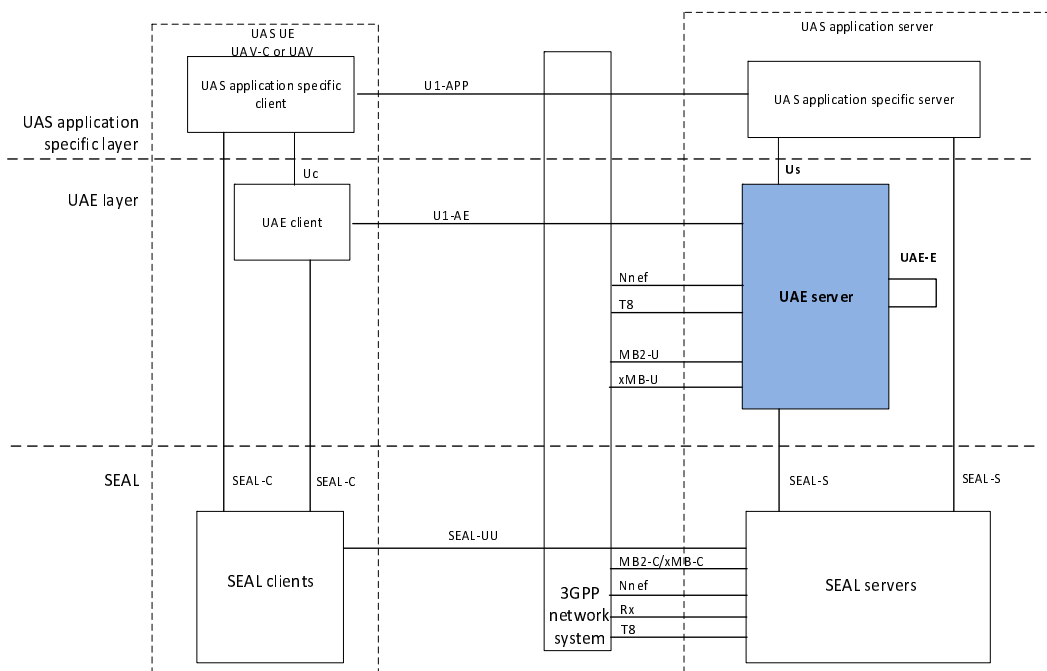 UAS UE
UAV-C or UAV
UAS application server
UAS application specific
client
U1-APP
UAS application specific server
UAS application
specific layer
Uc
Us
UAE layer
UAE client
U1-AE
UAE-E
Nnef
UAE server
T8
MB2-U
xMB-U
SEAL
SEAL-C
SEAL-C
SEAL-S
SEAL-S
SEAL-UU
MB2-C/xMB-C
SEAL clients
SEAL servers
Nnef
3GPP
network
system
Rx
T8